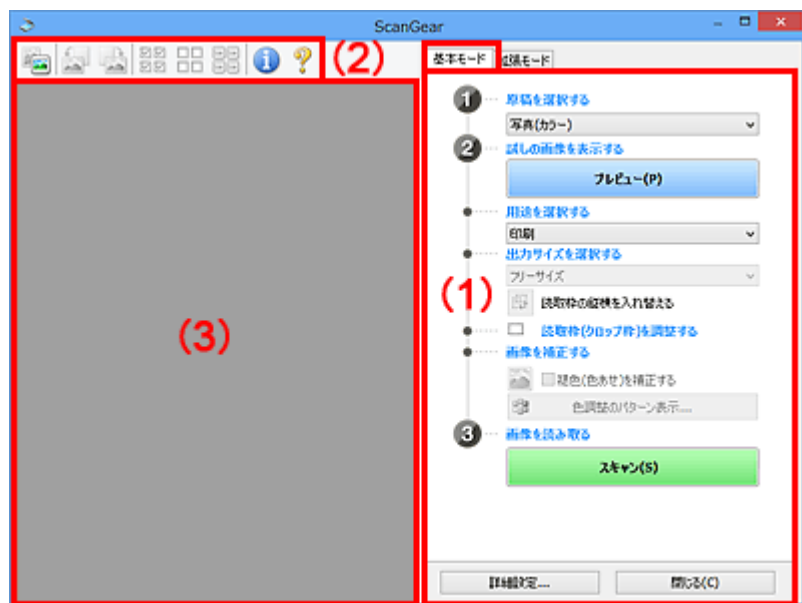 ScanGear
(2)
基本モード
拡張モード
1 原稿を選択する
写真(カラー)
2 試しの画像を表示する
プレビュー(P)
用途を選択する
印刷
出力サイズを選択する
フリーサイズ
(1)
読取枠の縦横を入れ替える
(3)
読取枠(クロップ枠)を調整する
画像を補正する
褪色(色あせ)を補正する
色調整のパターン表示....
3 画像を読み取る
スキャン(S)
詳細設定....
閉じる(C)